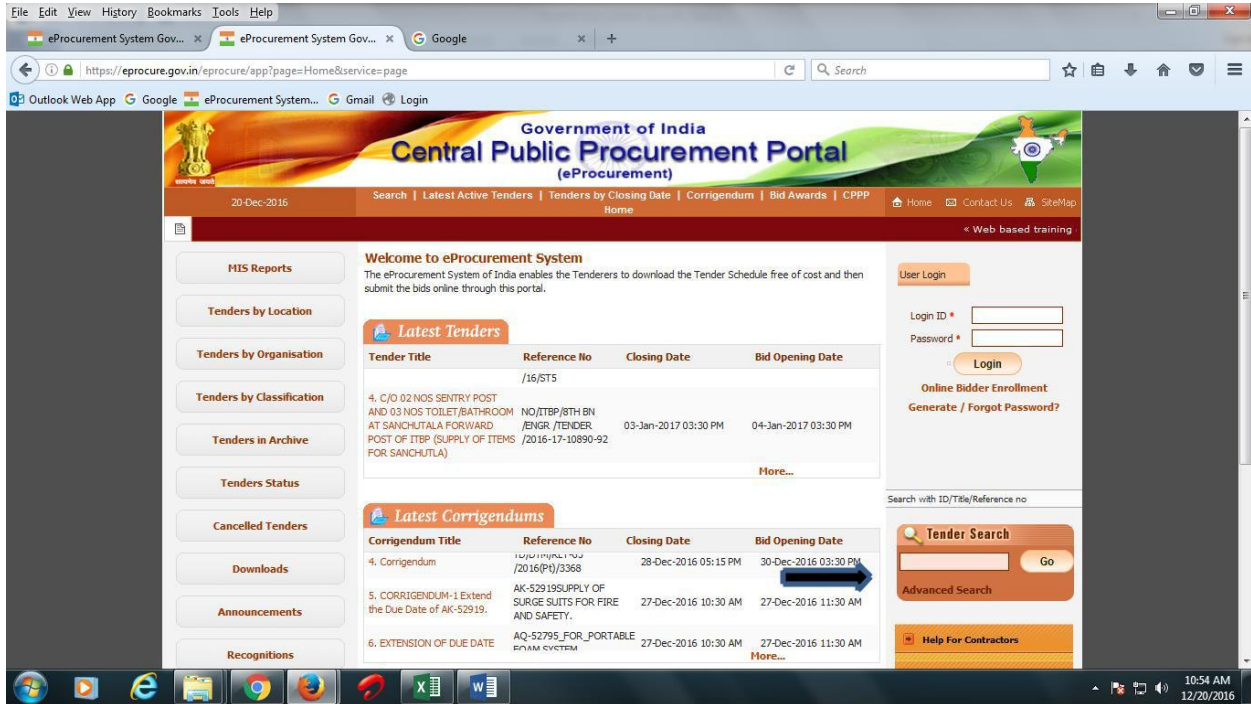 File Edit View History Bookmarks Tools Help
eProcurement System Gov... × eProcurement System Gov... × Google × +
https://eprocure.gov.in/eprocure/app?page=Home&service=page Search
Outlook Web App Google eProcurement System... Gmail Login
Government of India
Central Public Procurement Portal
(eProcurement)
सत्यमेव जयते
20-Dec-2016
Search | Latest Active Tenders | Tenders by Closing Date | Corrigendum | Bid Awards | CPPP
Home
Home Contact Us SiteMap
« Web based training
MIS Reports
Tenders by Location
Tenders by Organisation
Tenders by Classification
Tenders in Archive
Tenders Status
Cancelled Tenders
Downloads
Announcements
Recognitions
Welcome to eProcurement System
The eProcurement System of India enables the Tenderers to download the Tender Schedule free of cost and then
submit the bids online through this portal.
Latest Tenders
Tender Title Reference No Closing Date Bid Opening Date
/16/ST5
4. C/O 02 NOS SENTRY POST
AND 03 NOS TOILET/BATHROOM NO/ITBP/8TH BN
AT SANCHUTALA FORWARD /ENGR /TENDER 03-Jan-2017 03:30 PM 04-Jan-2017 03:30 PM
POST OF ITBP (SUPPLY OF ITEMS /2016-17-10890-92
FOR SANCHUTLA)
More...
Latest Corrigendums
Corrigendum Title Reference No Closing Date Bid Opening Date
4. Corrigendum /2016(Pt)/3368 28-Dec-2016 05:15 PM 30-Dec-2016 03:30 PM
AK-52919SUPPLY OF
5. CORRIGENDUM-1 Extend SURGE SUITS FOR FIRE 27-Dec-2016 10:30 AM 27-Dec-2016 11:30 AM
the Due Date of AK-52919. AND SAFETY.
6. EXTENSION OF DUE DATE AQ-52795_FOR_PORTABLE 27-Dec-2016 10:30 AM 27-Dec-2016 11:30 AM
FOAM SYSTEM
More...
User Login
Login ID *
Password *
Login
Online Bidder Enrollment
Generate / Forgot Password?
Search with ID/Title/Reference no
Tender Search
Go
Advanced Search
Help For Contractors
10:54 AM
12/20/2016